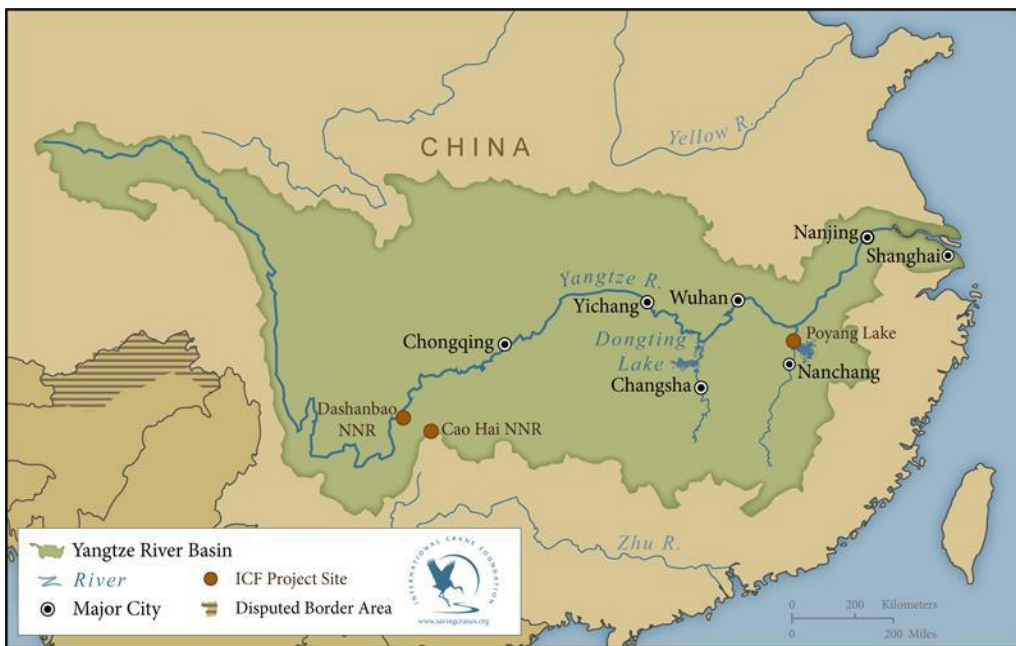 CHINA
Yellow R.
Nanjing
Shanghai
Yangtze R.
Yichang
Wuhan
Dongting
Lake
Poyang Lake
Nanchang
Changsha
Chongqing
Dashanbao
NNR
Cao Hai NNR
Zhu R.
Yangtze River Basin
River
ICF Project Site
Major City
Disputed Border Area
INTERNATIONAL CRANE FOUNDATION
www.savingcranes.org
0 200 Kilometers
0 200 Miles